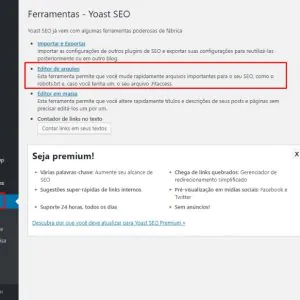 Ferramentas - Yoast SEO
Yoast SEO já vem com algumas ferramentas poderosas de fábrica
Importar e Exportar
Importar as configurações de outros plugins de SEO e exportar suas configurações para reutilizá-las
posteriormente ou em outro blog.
Editor de arquivo
Esta ferramenta permite que você mude rapidamente arquivos importantes para o seu SEO, como o
robots.txt e, caso você tenha um, o seu arquivo .htaccess.
Editor em massa
Esta ferramenta permite que você altere rapidamente títulos e descrições de seus posts e páginas sem
precisar editá-los um por um.
Contador de links no texto
Contar links em seus textos
Seja premium!
X
Várias palavras-chave: Aumente seu alcance de
SEO
Sugestões super-rápidas de links internos
Suporte 24 horas, todos os dias
Chega de links quebrados: Gerenciador de
redirecionamento simplificado
Pré-visualização em mídias sociais: Facebook e
Twitter
Sem anúncios!
Descubra por que você deve atualizar para Yoast SEO Premium »